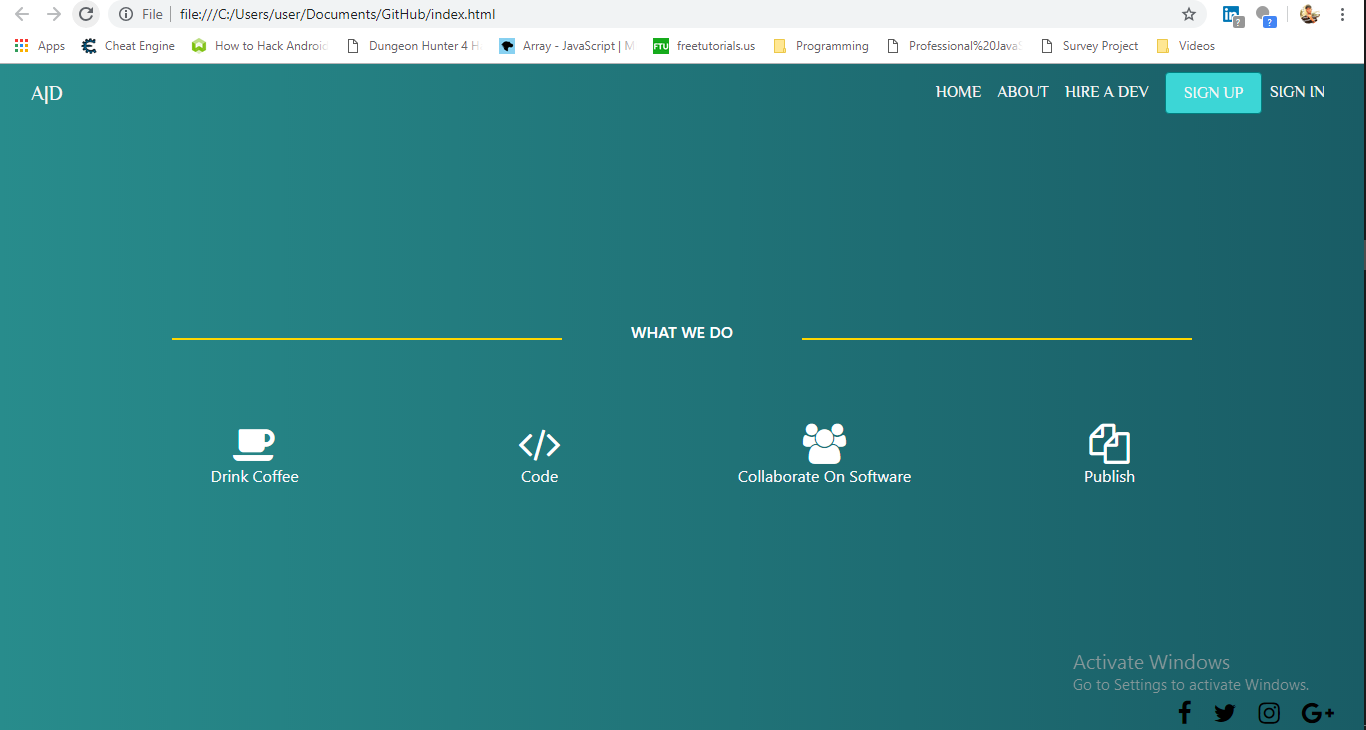 File file:///C:/Users/user/Documents/GitHub/index.html
Apps Cheat Engine How to Hack Android Dungeon Hunter 4 H Array - JavaScript | M FTU freetutorials.us Programming Professional%20Java Survey Project Videos
A|D HOME ABOUT HIRE A DEV SIGN UP SIGN IN
WHAT WE DO
Drink Coffee Code Collaborate On Software Publish
Activate Windows
Go to Settings to activate Windows.